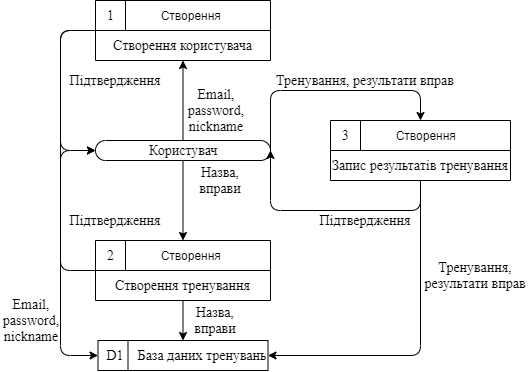 1 Створення
Створення користувача
Підтвердження
Тренування, результати вправ
Email,
password,
nickname
3 Створення
Користувач
Запис результатів тренування
Назва,
вправи
Підтвердження
Підтвердження
2 Створення
Створення тренування
Тренування,
результати вправ
Email,
password,
nickname
Назва,
вправи
D1 База даних тренувань